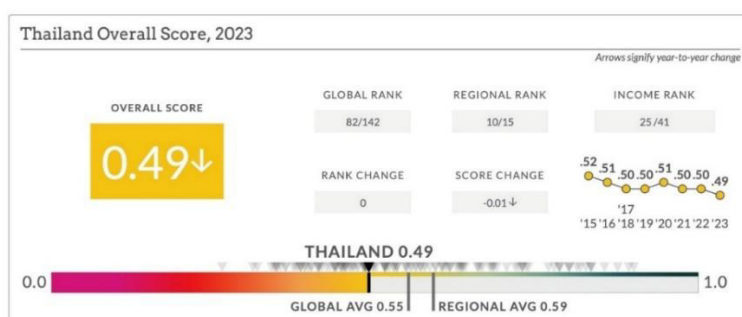 Thailand Overall Score, 2023
Arrows signify year-to-year change
OVERALL SCORE
0.49↓
GLOBAL RANK
82/142
REGIONAL RANK
10/15
INCOME RANK
25/41
RANK CHANGE
0
SCORE CHANGE
-0.01↓
.52 .51 .50 .50 .51 .50 .50 .49
'17
'15 '16 '18 '19 '20 '21 '22 '23
THAILAND 0.49
0.0
1.0
GLOBAL AVG 0.55
REGIONAL AVG 0.59